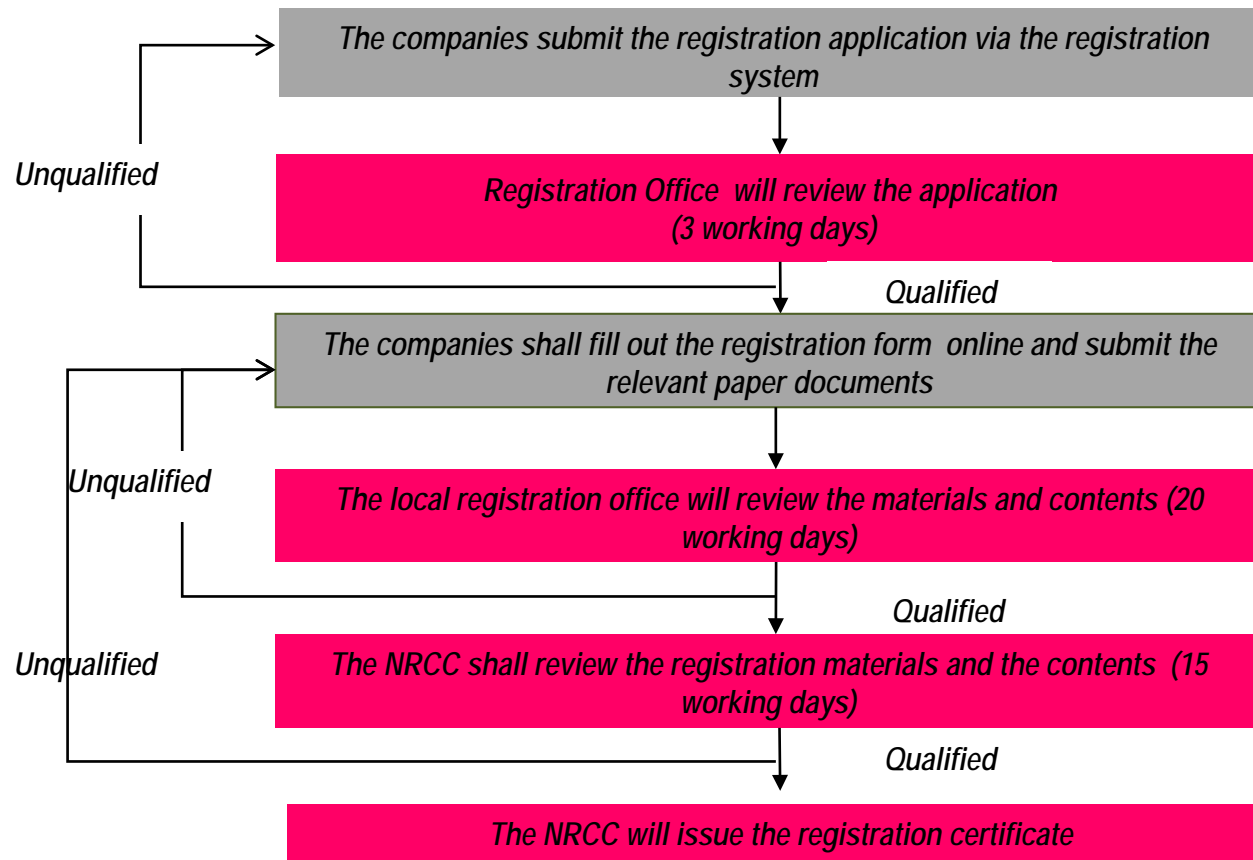 The companies submit the registration application via the registration
system
Unqualified
Registration Office will review the application
(3 working days)
Qualified
The companies shall fill out the registration form online and submit the
relevant paper documents
Unqualified
The local registration office will review the materials and contents (20
working days)
Qualified
Unqualified
The NRCC shall review the registration materials and the contents (15
working days)
Qualified
The NRCC will issue the registration certificate